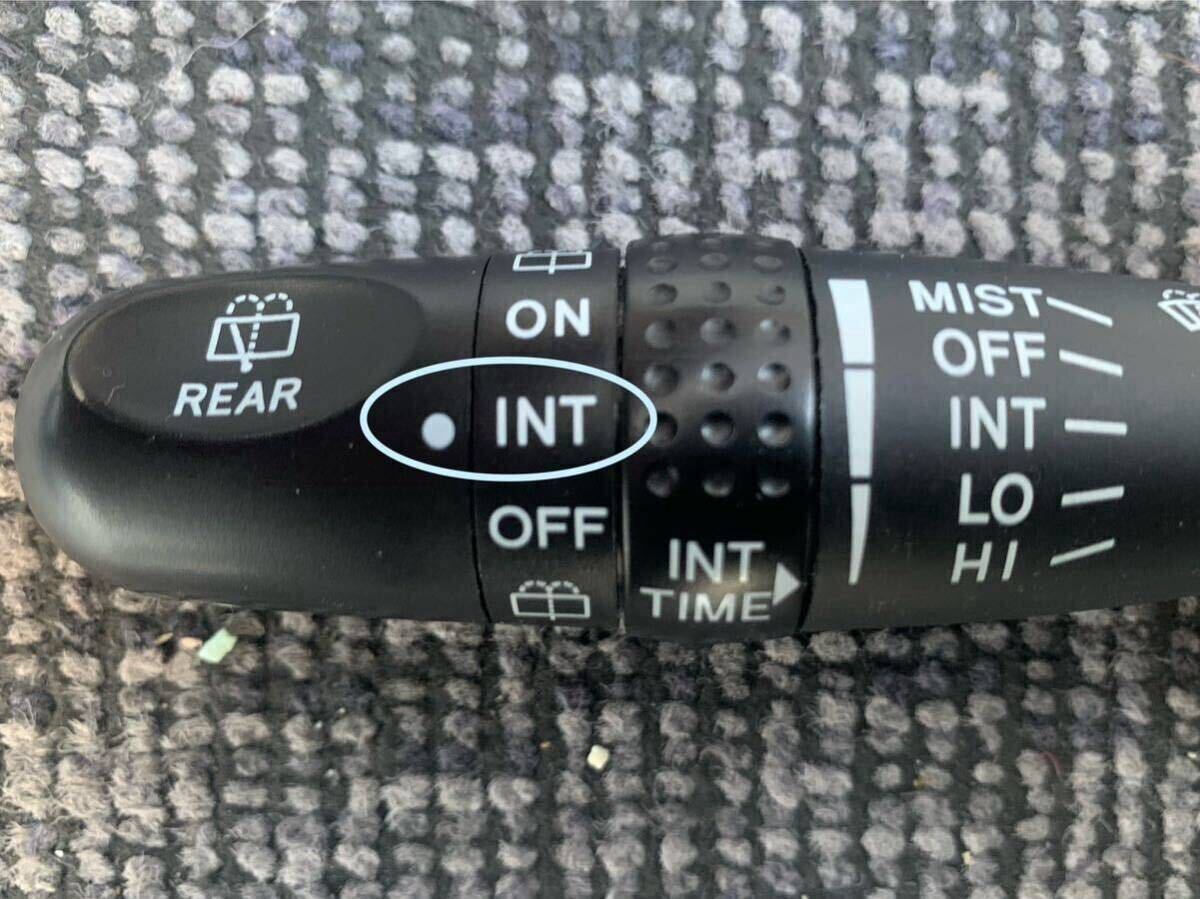 REAR
ON
INT
OFF
INT
TIME
MIST
OFF
INT
LO
HI